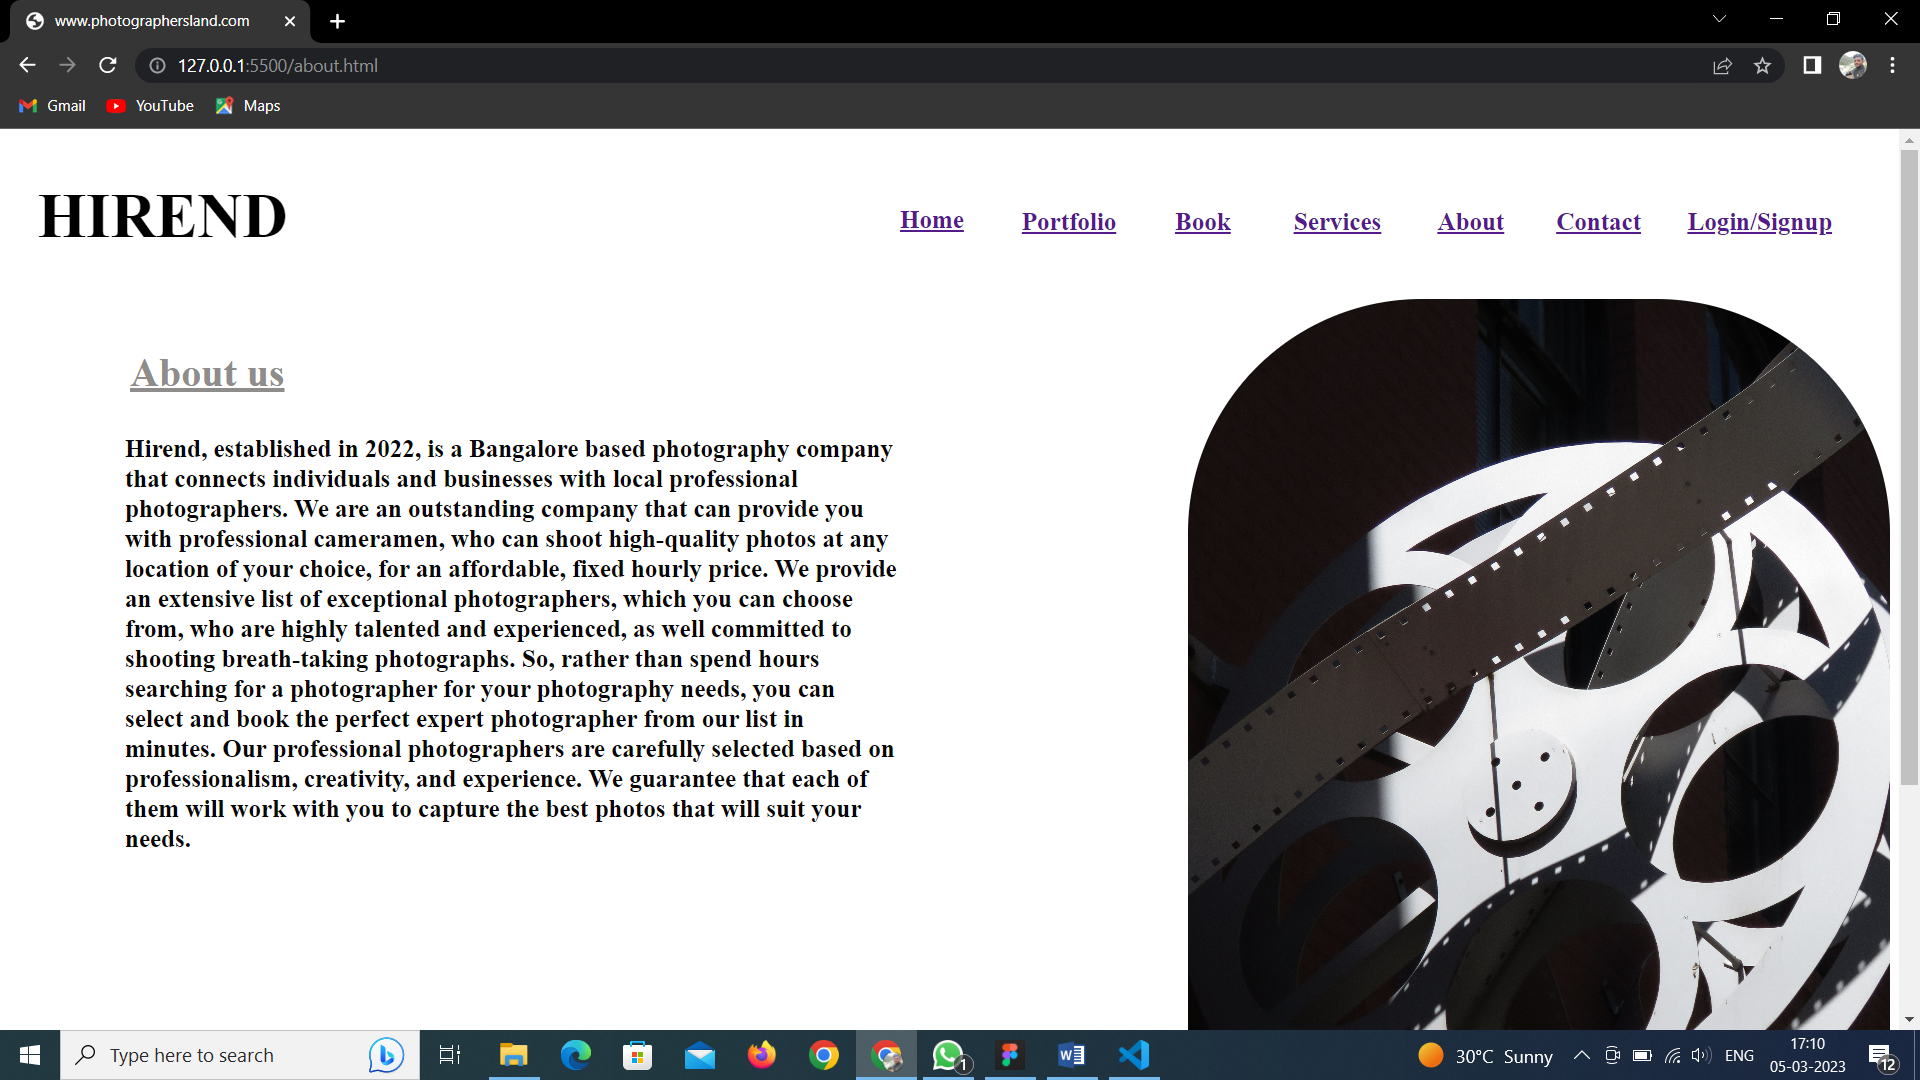 www.photographersland.com
127.0.0.1:5500/about.html
Gmail YouTube Maps
HIREND
Home Portfolio Book Services About Contact Login/Signup
About us
Hirend, established in 2022, is a Bangalore based photography company
that connects individuals and businesses with local professional
photographers. We are an outstanding company that can provide you
with professional cameramen, who can shoot high-quality photos at any
location of your choice, for an affordable, fixed hourly price. We provide
an extensive list of exceptional photographers, which you can choose
from, who are highly talented and experienced, as well committed to
shooting breath-taking photographs. So, rather than spend hours
searching for a photographer for your photography needs, you can
select and book the perfect expert photographer from our list in
minutes. Our professional photographers are carefully selected based on
professionalism, creativity, and experience. We guarantee that each of
them will work with you to capture the best photos that will suit your
needs.
Type here to search
1
30°C Sunny
ENG
17:10
05-03-2023
12